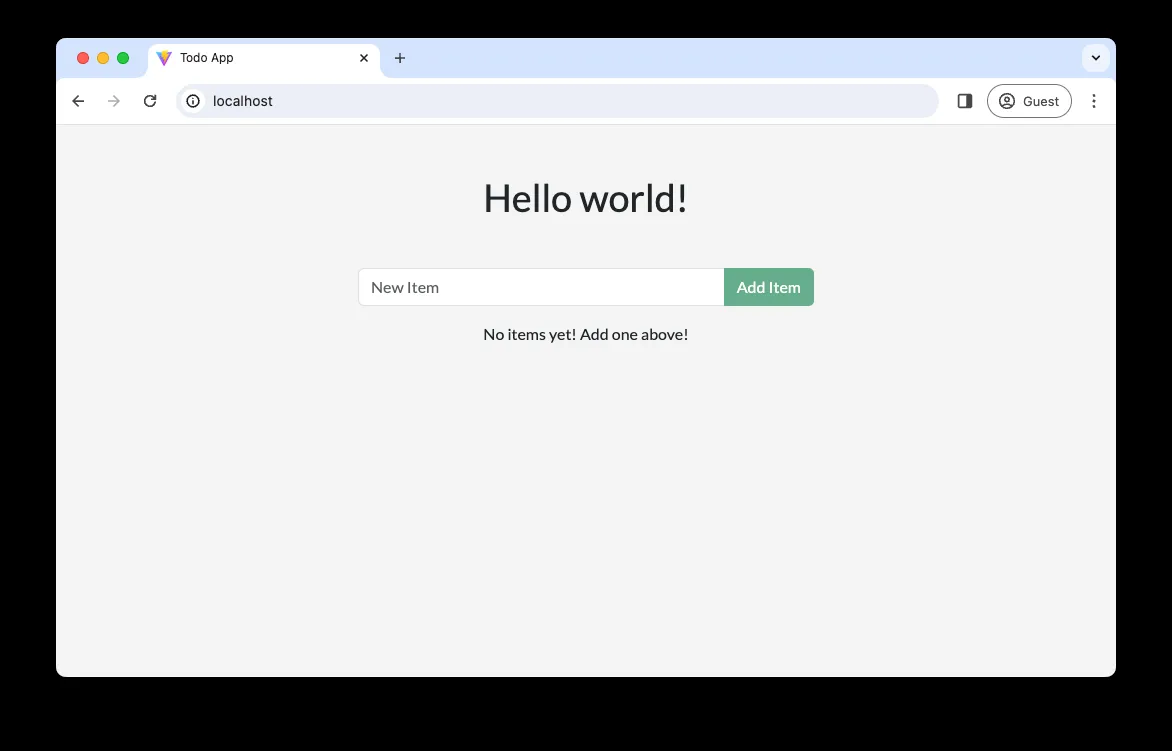 Todo App
localhost
Guest
Hello world!
New Item
Add Item
No items yet! Add one above!